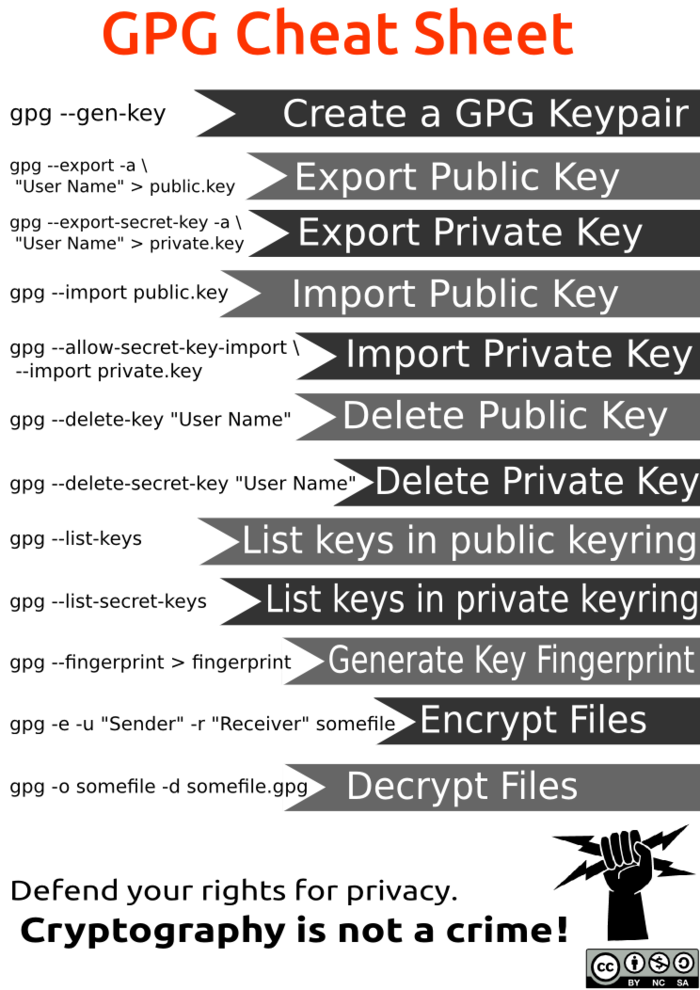 GPG Cheat Sheet
gpg --gen-key
Create a GPG Keypair
gpg --export -a \
"User Name" > public.key
Export Public Key
gpg --export-secret-key -a \
"User Name" > private.key
Export Private Key
gpg --import public.key
Import Public Key
gpg --allow-secret-key-import \
--import private.key
Import Private Key
gpg --delete-key "User Name"
Delete Public Key
gpg --delete-secret-key "User Name"
Delete Private Key
gpg --list-keys
List keys in public keyring
gpg --list-secret-keys
List keys in private keyring
gpg --fingerprint > fingerprint
Generate Key Fingerprint
gpg -e -u "Sender" -r "Receiver" somefile
Encrypt Files
gpg -o somefile -d somefile.gpg
Decrypt Files
Defend your rights for privacy.
Cryptography is not a crime!
cc
BY NC SA